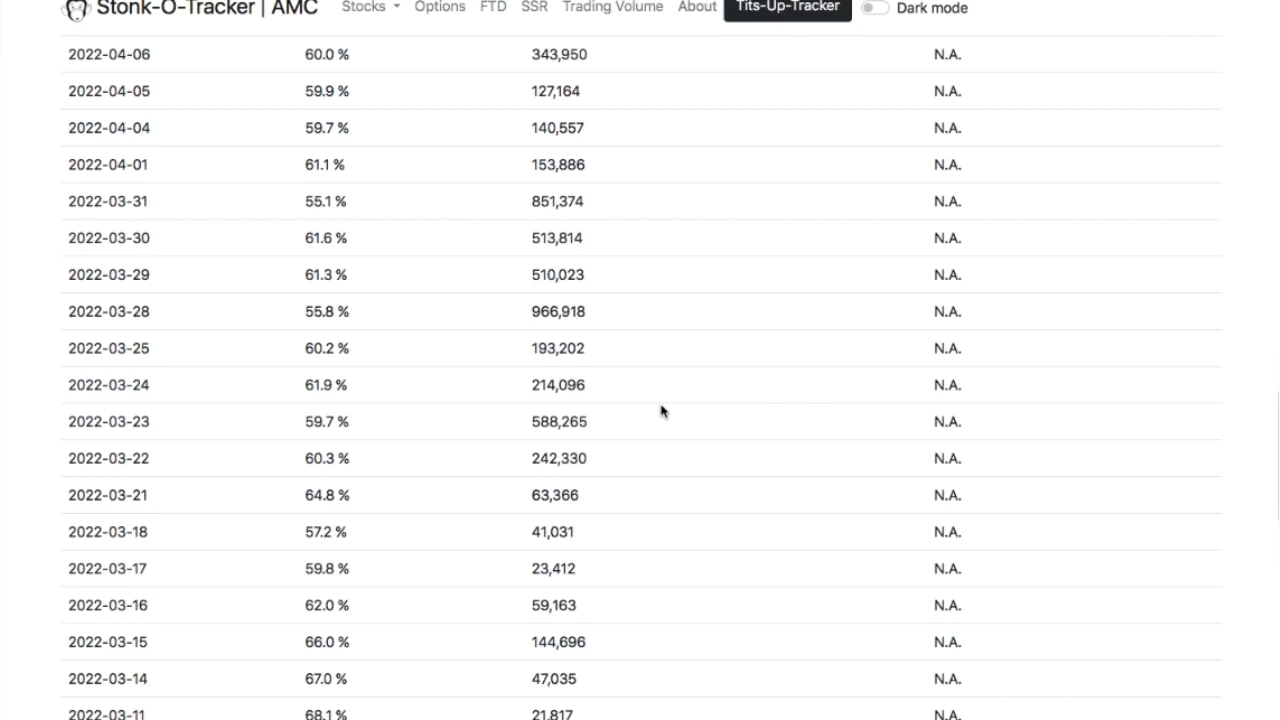 Stonk-O-Tracker | AMC Stocks Options FTD SSR Trading Volume About Tits-Up-Tracker Dark mode
2022-04-06 60.0 % 343,950 N.A.
2022-04-05 59.9 % 127,164 N.A.
2022-04-04 59.7 % 140,557 N.A.
2022-04-01 61.1 % 153,886 N.A.
2022-03-31 55.1 % 851,374 N.A.
2022-03-30 61.6 % 513,814 N.A.
2022-03-29 61.3 % 510,023 N.A.
2022-03-28 55.8 % 966,918 N.A.
2022-03-25 60.2 % 193,202 N.A.
2022-03-24 61.9 % 214,096 N.A.
2022-03-23 59.7 % 588,265 N.A.
2022-03-22 60.3 % 242,330 N.A.
2022-03-21 64.8 % 63,366 N.A.
2022-03-18 57.2 % 41,031 N.A.
2022-03-17 59.8 % 23,412 N.A.
2022-03-16 62.0 % 59,163 N.A.
2022-03-15 66.0 % 144,696 N.A.
2022-03-14 67.0 % 47,035 N.A.
2022-03-11 68.1 % 21,817 N.A.